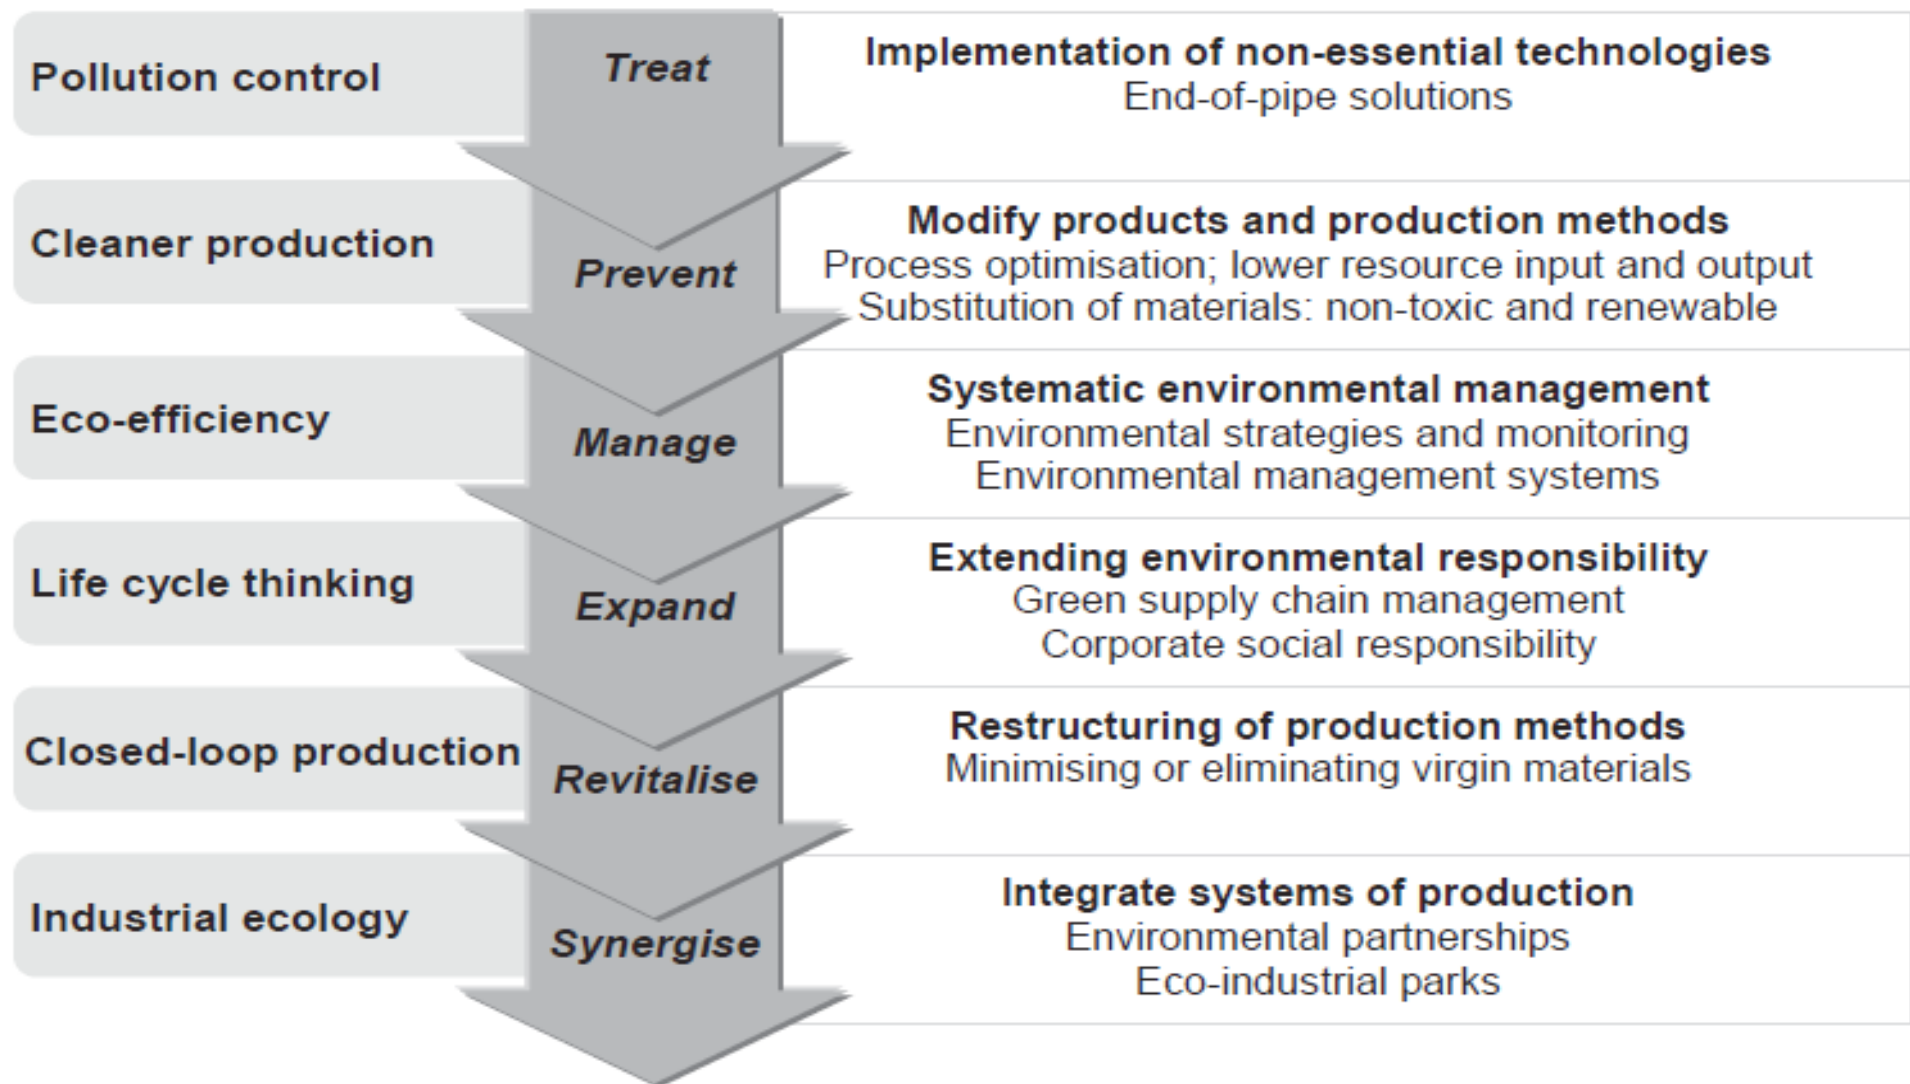 Pollution control
Treat
Implementation of non-essential technologies
End-of-pipe solutions
Cleaner production
Prevent
Modify products and production methods
Process optimisation; lower resource input and output
Substitution of materials: non-toxic and renewable
Eco-efficiency
Manage
Systematic environmental management
Environmental strategies and monitoring
Environmental management systems
Life cycle thinking
Expand
Extending environmental responsibility
Green supply chain management
Corporate social responsibility
Closed-loop production
Revitalise
Restructuring of production methods
Minimising or eliminating virgin materials
Industrial ecology
Synergise
Integrate systems of production
Environmental partnerships
Eco-industrial parks